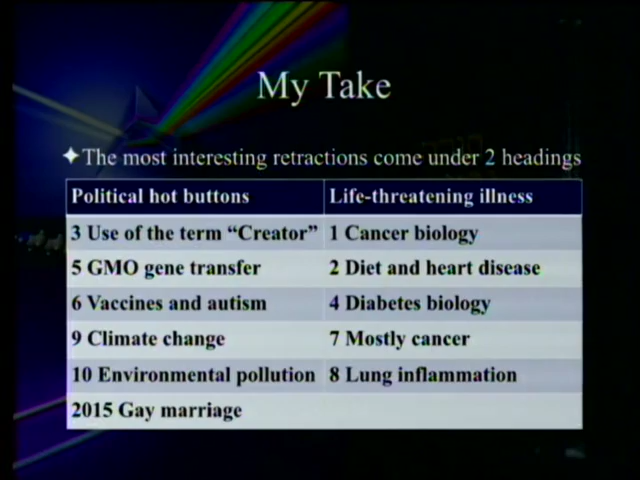 My Take
✦The most interesting retractions come under 2 headings
Political hot buttons Life-threatening illness
3 Use of the term “Creator” 1 Cancer biology
5 GMO gene transfer 2 Diet and heart disease
6 Vaccines and autism 4 Diabetes biology
9 Climate change 7 Mostly cancer
10 Environmental pollution 8 Lung inflammation
2015 Gay marriage